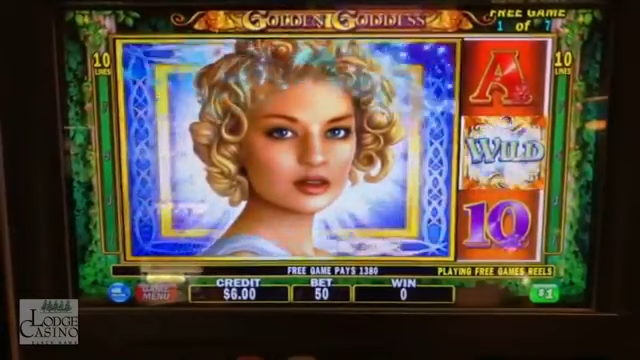 GOLDEN GODDESS
FREE GAME
1 of 7
10
LINES
10
LINES
A
WILD
10
FREE GAME PAYS 1380
PLAYING FREE GAMES REELS
GAME
MENU
CREDIT
$6.00
BET
50
WIN
0
$1
LODGE
CASINO